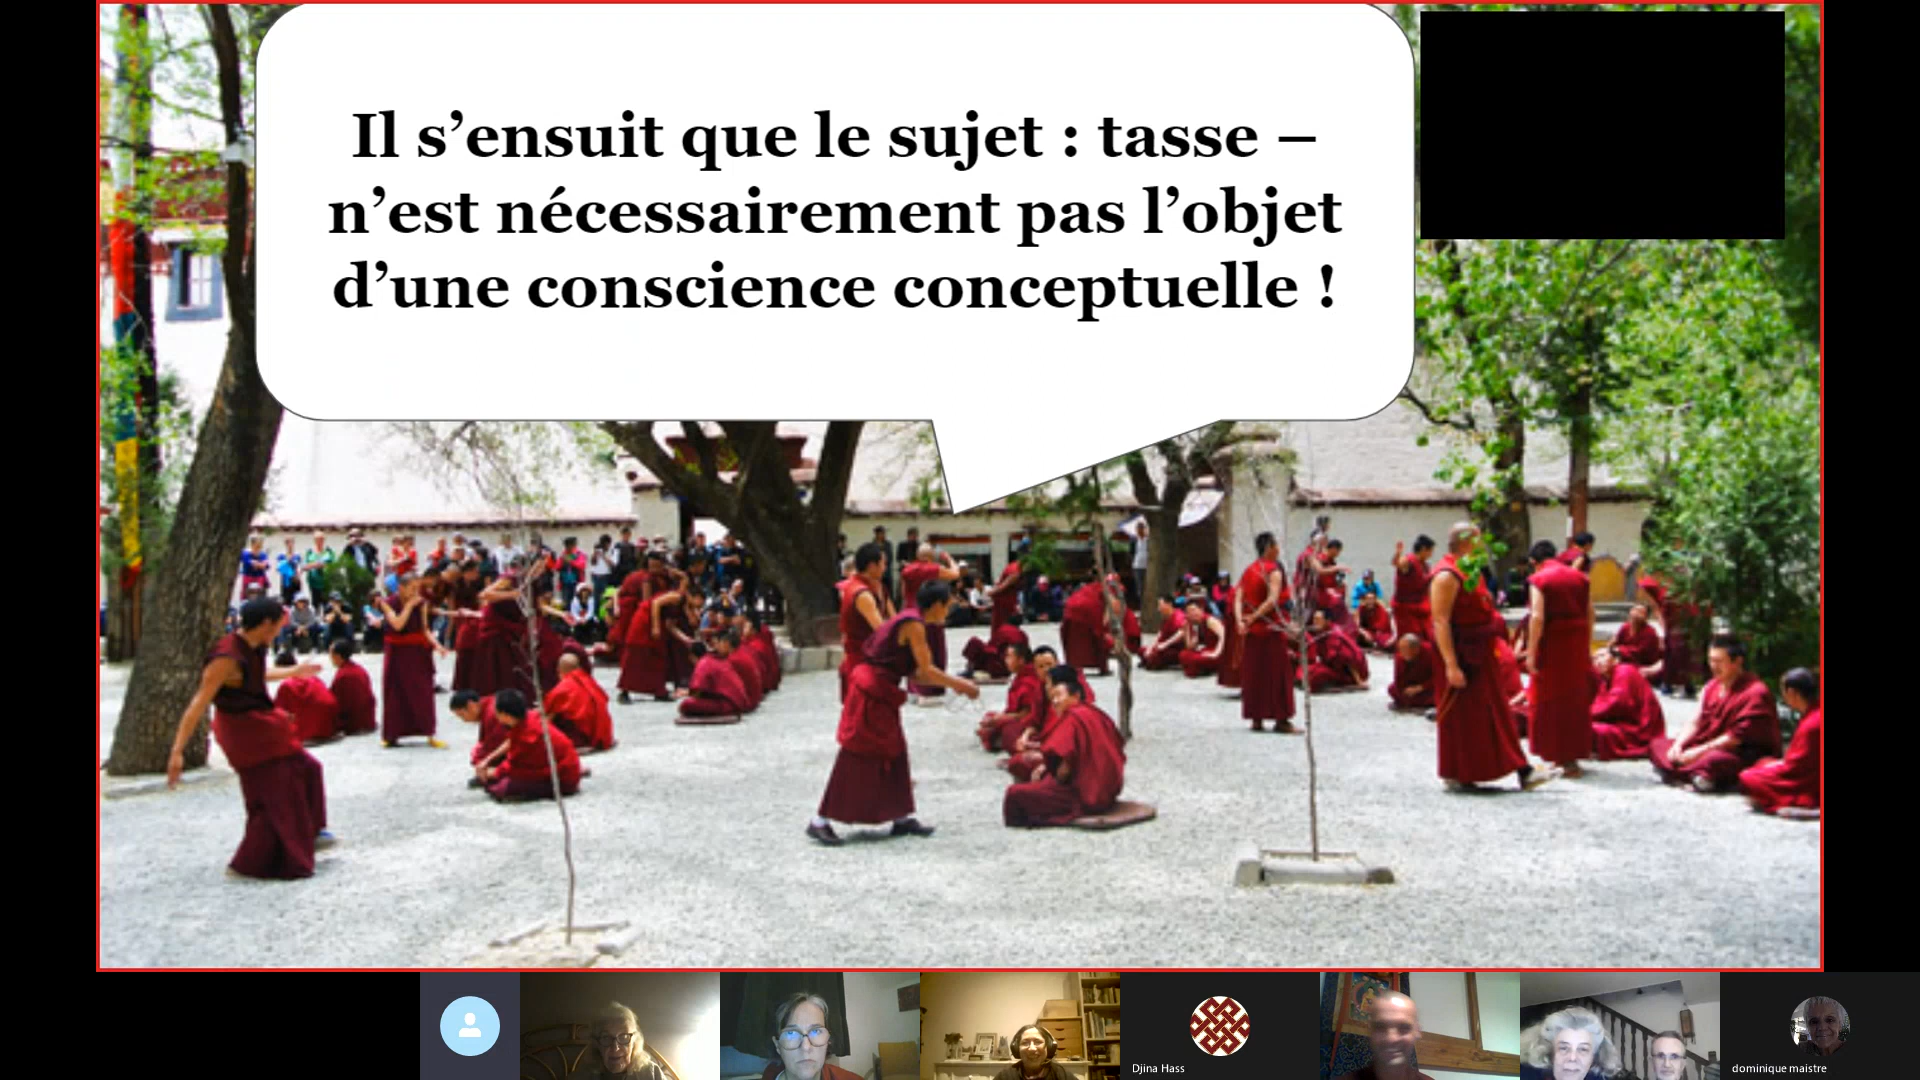 Il s’ensuit que le sujet : tasse –
n’est nécessairement pas l’objet
d’une conscience conceptuelle !
Djina Hass
dominique maistre